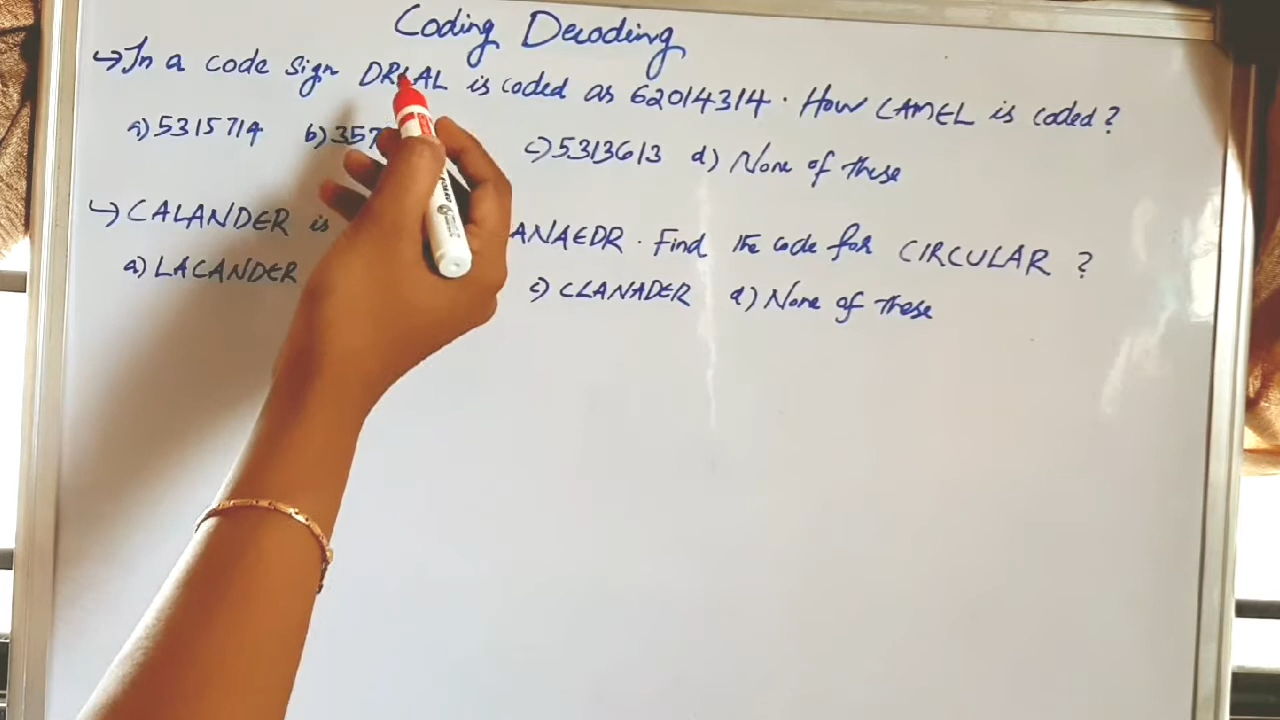 Coding Decoding
→ In a code sign DRLAL is coded as 62014314. How CAMEL is coded?
a) 5315714 b) 357 c) 5313613 d) None of these
↳ CALANDER is ANAEDR. Find the code for CIRCULAR ?
a) LACANDER c) CLANADER d) None of these